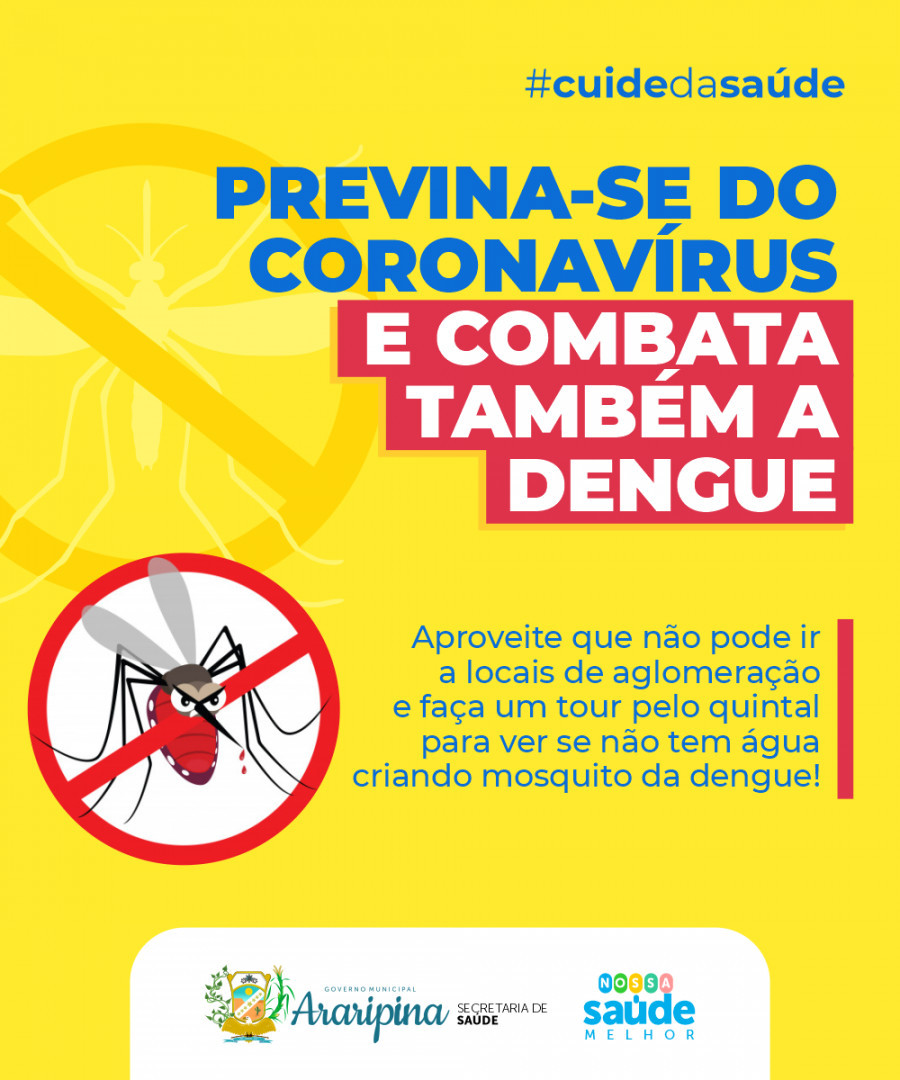 #cuidedasaúde
PREVINA-SE DO
CORONAVÍRUS
E COMBATA
TAMBÉM A
DENGUE
Aproveite que não pode ir
a locais de aglomeração
e faça um tour pelo quintal
para ver se não tem água
criando mosquito da dengue!
GOVERNO MUNICIPAL
Araripina
SECRETARIA DE
SAÚDE
NOSSA
saúde
MELHOR